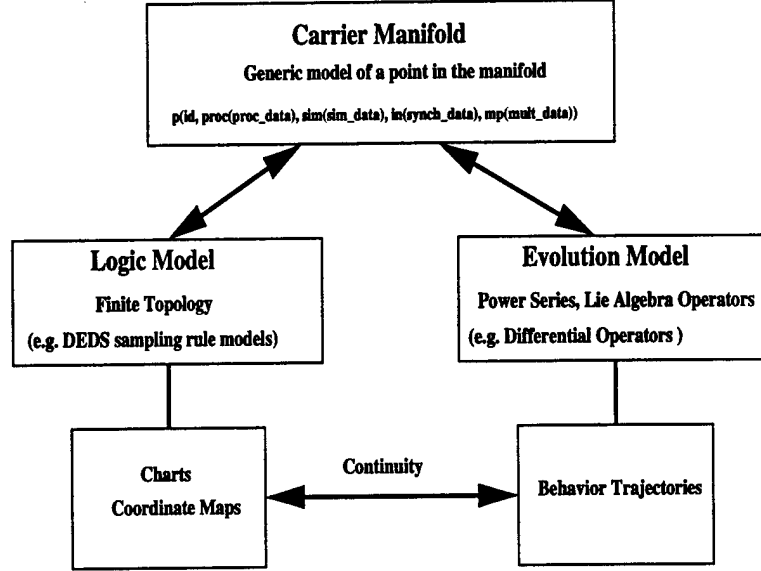 Carrier Manifold
Generic model of a point in the manifold
p(id, proc(proc_data), sim(sim_data), in(synch_data), mp(mult_data))
Logic Model
Finite Topology
(e.g. DEDS sampling rule models)
Evolution Model
Power Series, Lie Algebra Operators
(e.g. Differential Operators )
Charts
Coordinate Maps
Continuity
Behavior Trajectories